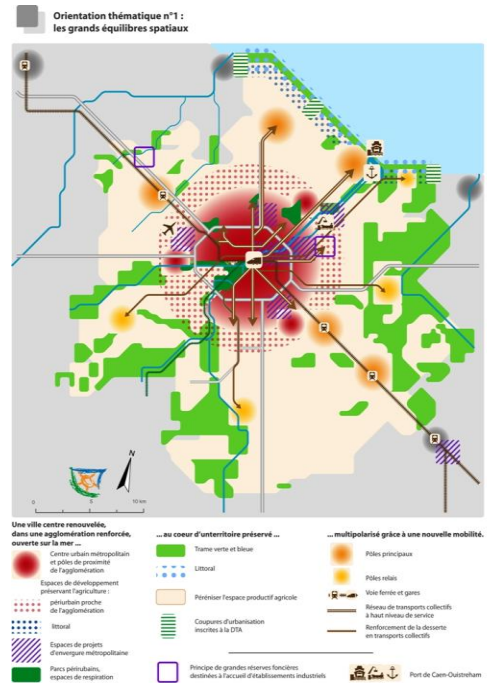 Orientation thématique n°1 :
les grands équilibres spatiaux
N
0
5
10 km
Une ville centre renouvelée,
dans une agglomération renforcée,
ouverte sur la mer ...
Centre urbain métropolitain
et pôles de proximité
de l'agglomération
Espaces de développement
préservant l'agriculture :
périurbain proche
de l'agglomération
littoral
Espaces de projets
d'envergure métropolitaine
Parcs périrubains,
espaces de respiration
... au coeur d'unterritoire préservé ...
Trame verte et bleue
Littoral
Péréniser l'espace productif agricole
Coupures d'urbanisation
inscrites à la DTA
Principe de grandes réserves foncières
destinées à l'accueil d'établissements industriels
... multipolarisé grâce à une nouvelle mobilité.
Pôles principaux
Pôles relais
Voie ferrée et gares
Réseau de transports collectifs
à haut niveau de service
Renforcement de la desserte
en transports collectifs
Port de Caen-Ouistreham